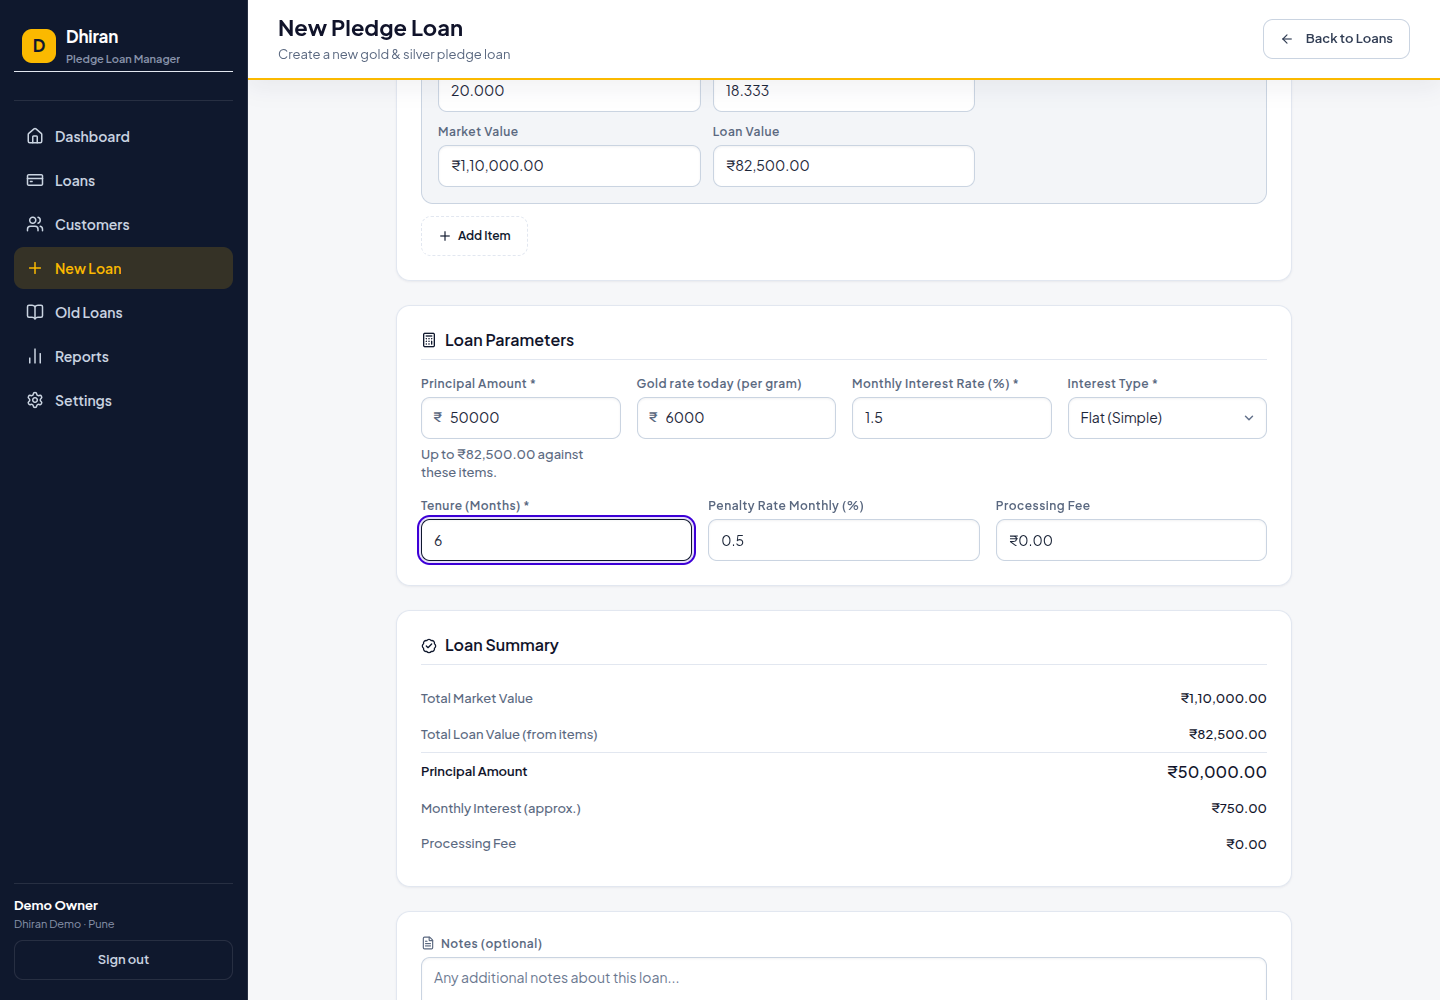 D
Dhiran
Pledge Loan Manager
Dashboard
Loans
Customers
New Loan
Old Loans
Reports
Settings
Demo Owner
Dhiran Demo · Pune
Sign out
New Pledge Loan
Create a new gold & silver pledge loan
Back to Loans
20.000 18.333
Market Value Loan Value
₹1,10,000.00 ₹82,500.00
Add Item
Loan Parameters
Principal Amount * Gold rate today (per gram) Monthly Interest Rate (%) * Interest Type *
₹ 50000 ₹ 6000 1.5 Flat (Simple)
Up to ₹82,500.00 against
these items.
Tenure (Months) * Penalty Rate Monthly (%) Processing Fee
6 0.5 ₹0.00
Loan Summary
Total Market Value ₹1,10,000.00
Total Loan Value (from items) ₹82,500.00
Principal Amount ₹50,000.00
Monthly Interest (approx.) ₹750.00
Processing Fee ₹0.00
Notes (optional)
Any additional notes about this loan...